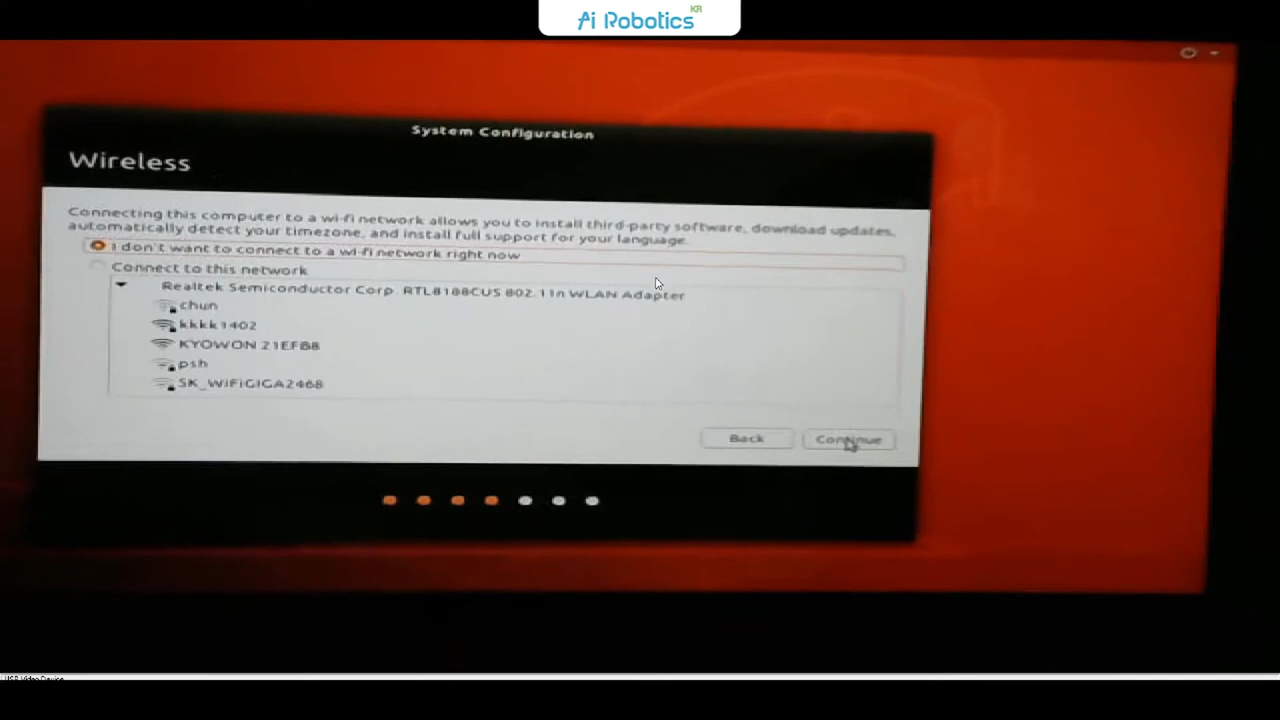 Ai Robotics KR
System Configuration
Wireless
Connecting this computer to a wi-fi network allows you to install third-party software, download updates,
automatically detect your timezone, and install full support for your language.
I don't want to connect to a wi-fi network right now
Connect to this network
Realtek Semiconductor Corp. RTL8188CUS 802.11n WLAN Adapter
chun
kkkk1402
KYOWON 21EFB8
psh
SK_WiFiGIGA2468
Back
Continue
USB Video Device